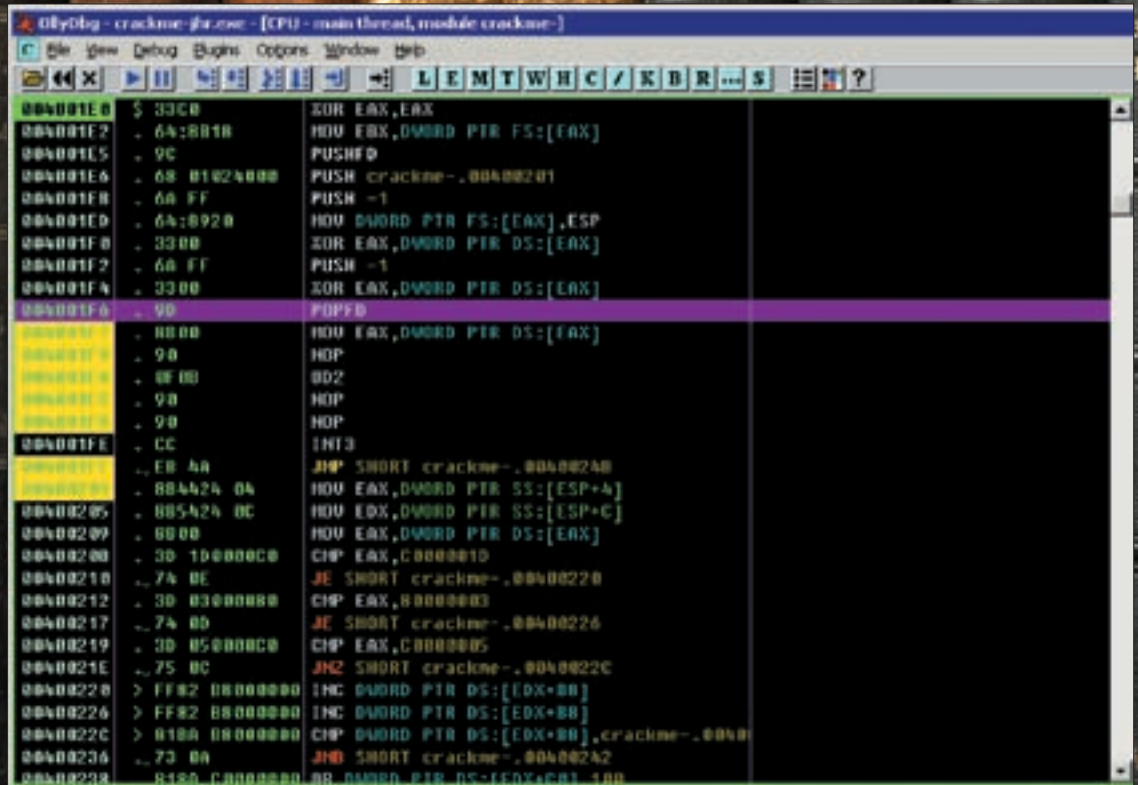 OllyDbg - crackme-jhr.exe - [CPU - main thread, module crackme-]
C File View Debug Plugins Options Window Help
L E M T W H C / K B R ... S ?
004001E0 $ 33C0 XOR EAX,EAX
004001E2 . 64:8B18 MOV EBX,DWORD PTR FS:[EAX]
004001E5 . 9C PUSHFD
004001E6 . 68 01024000 PUSH crackme-.00400201
004001EB . 6A FF PUSH -1
004001ED . 64:8920 MOV DWORD PTR FS:[EAX],ESP
004001F0 . 3300 XOR EAX,DWORD PTR DS:[EAX]
004001F2 . 6A FF PUSH -1
004001F4 . 3300 XOR EAX,DWORD PTR DS:[EAX]
004001F6 . 9D POPFD
. 8B00 MOV EAX,DWORD PTR DS:[EAX]
. 90 NOP
. 0F0B UD2
. 90 NOP
. 90 NOP
004001FE . CC INT3
. EB 4A JMP SHORT crackme-.0040024B
. 8B4424 04 MOV EAX,DWORD PTR SS:[ESP+4]
00400205 . 8B5424 0C MOV EDX,DWORD PTR SS:[ESP+C]
00400209 . 8B00 MOV EAX,DWORD PTR DS:[EAX]
0040020B . 3D 1D0000C0 CMP EAX,C000001D
00400210 . 74 0E JE SHORT crackme-.00400220
00400212 . 3D 03000080 CMP EAX,80000003
00400217 . 74 0D JE SHORT crackme-.00400226
00400219 . 3D 050000C0 CMP EAX,C0000005
0040021E . 75 0C JNZ SHORT crackme-.0040022C
00400220 > FF82 B8000000 INC DWORD PTR DS:[EDX+B8]
00400226 > FF82 B8000000 INC DWORD PTR DS:[EDX+B8]
0040022C > 81BA B8000000 CMP DWORD PTR DS:[EDX+B8],crackme-.0040
00400236 . 73 0A JNB SHORT crackme-.00400242
00400238 . 818A C0000000 OR DWORD PTR DS:[EDX+C0],100